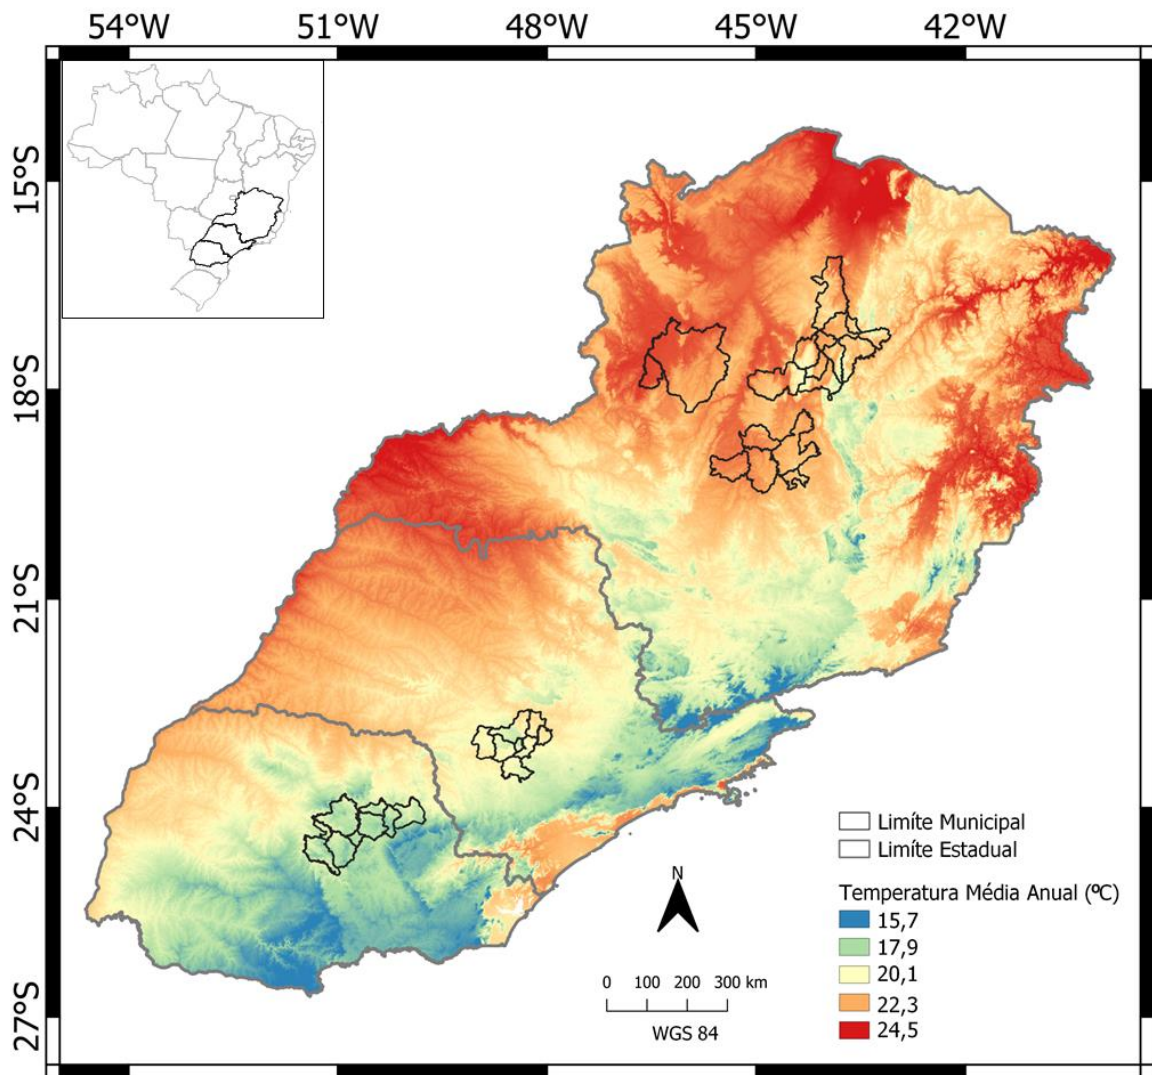 54°W 51°W 48°W 45°W 42°W
15°S
18°S
21°S
24°S
27°S
Limíte Municipal
Limíte Estadual
N
Temperatura Média Anual (ºC)
15,7
17,9
20,1
22,3
24,5
0 100 200 300 km
WGS 84